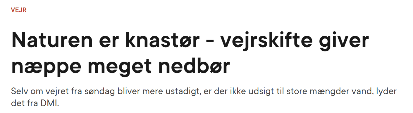 VEJR
Naturen er knastør - vejrskifte giver
næppe meget nedbør
Selv om vejret fra søndag bliver mere ustadigt, er der ikke udsigt til store mængder vand, lyder
det fra DMI.